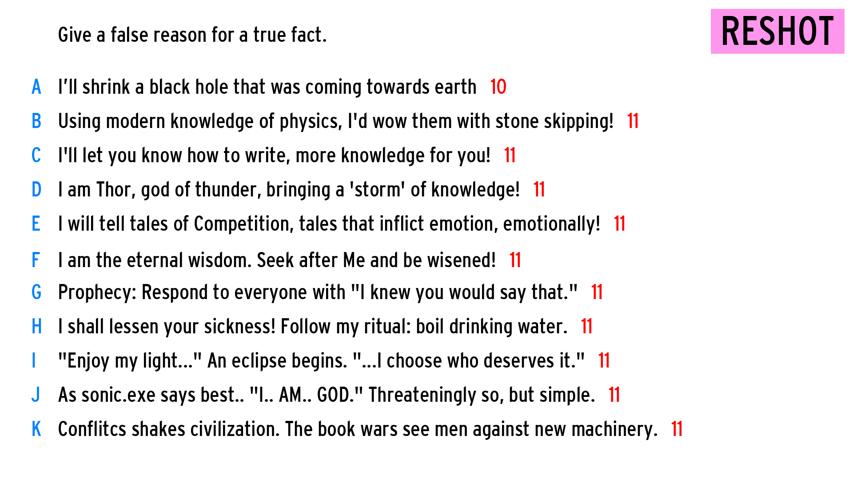 Give a false reason for a true fact.
RESHOT
A I'll shrink a black hole that was coming towards earth 10
B Using modern knowledge of physics, I'd wow them with stone skipping! 11
C I'll let you know how to write, more knowledge for you! 11
D I am Thor, god of thunder, bringing a 'storm' of knowledge! 11
E I will tell tales of Competition, tales that inflict emotion, emotionally! 11
F I am the eternal wisdom. Seek after Me and be wisened! 11
G Prophecy: Respond to everyone with "I knew you would say that." 11
H I shall lessen your sickness! Follow my ritual: boil drinking water. 11
I "Enjoy my light..." An eclipse begins. "...I choose who deserves it." 11
J As sonic.exe says best.. "I.. AM.. GOD." Threateningly so, but simple. 11
K Conflitcs shakes civilization. The book wars see men against new machinery. 11